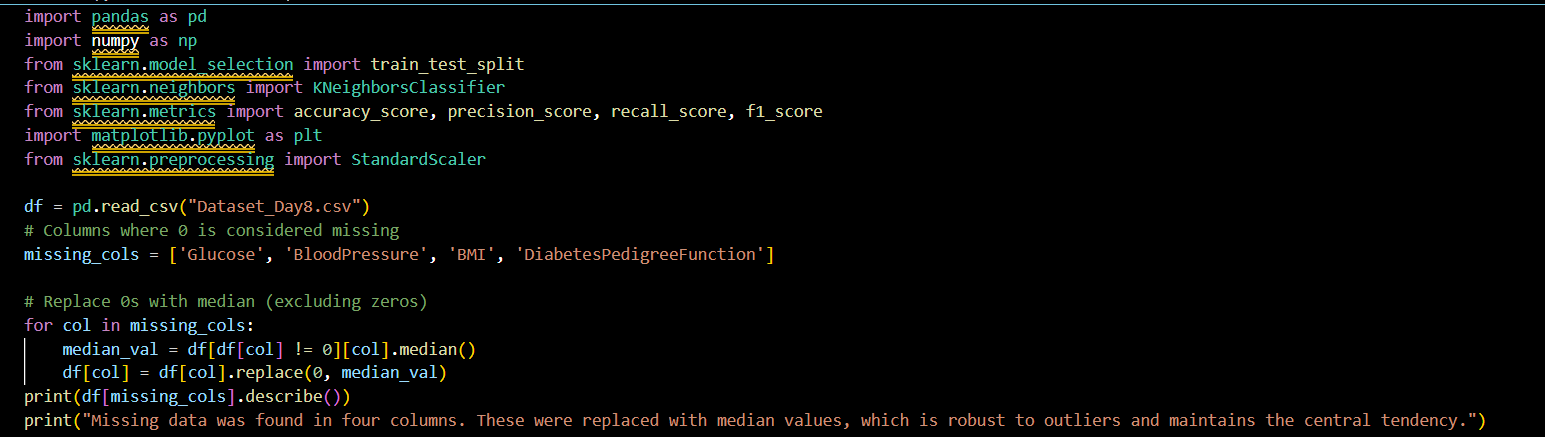 import pandas as pd
import numpy as np
from sklearn.model_selection import train_test_split
from sklearn.neighbors import KNeighborsClassifier
from sklearn.metrics import accuracy_score, precision_score, recall_score, f1_score
import matplotlib.pyplot as plt
from sklearn.preprocessing import StandardScaler

df = pd.read_csv("Dataset_Day8.csv")
# Columns where 0 is considered missing
missing_cols = ['Glucose', 'BloodPressure', 'BMI', 'DiabetesPedigreeFunction']

# Replace 0s with median (excluding zeros)
for col in missing_cols:
    median_val = df[df[col] != 0][col].median()
    df[col] = df[col].replace(0, median_val)
print(df[missing_cols].describe())
print("Missing data was found in four columns. These were replaced with median values, which is robust to outliers and maintains the central tendency.")